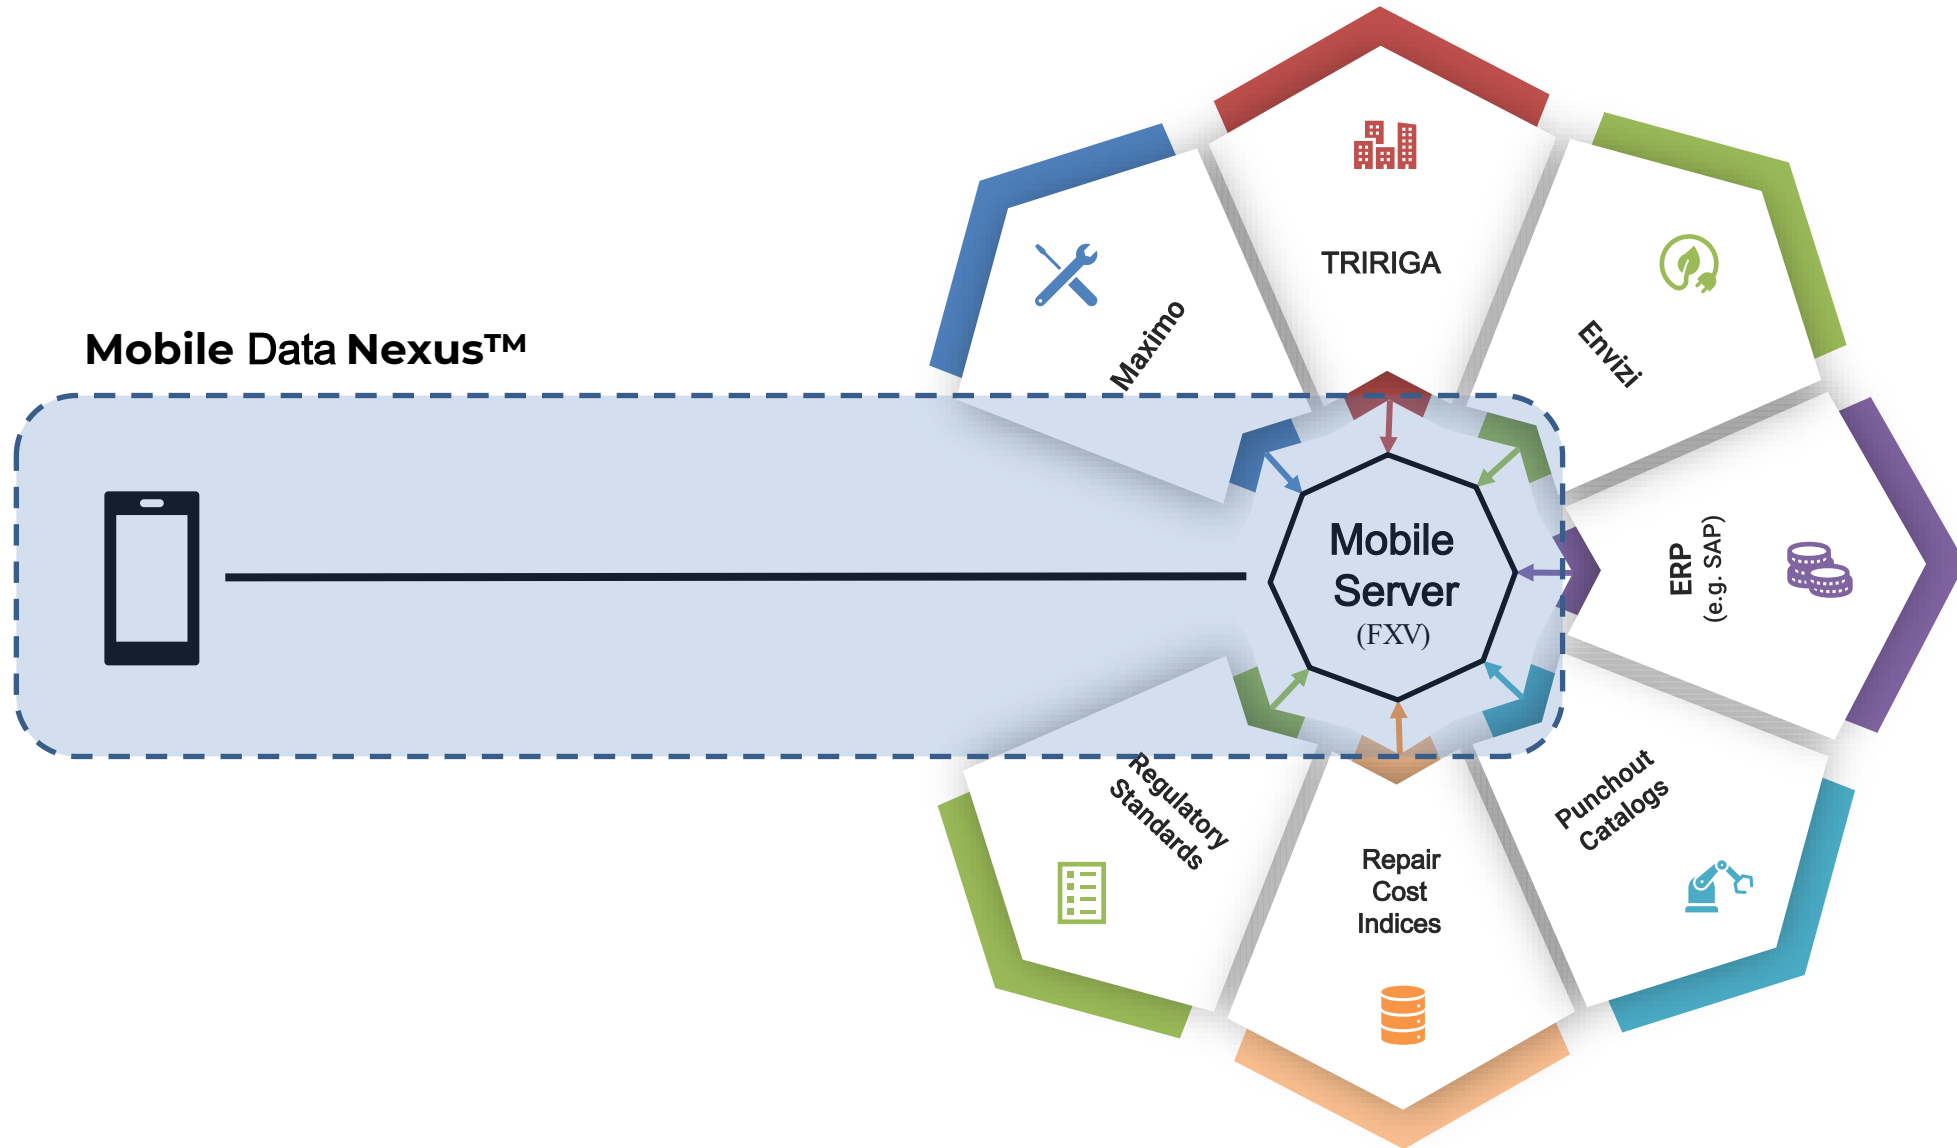 TRIRIGA
Maximo
Envizi
Mobile Data Nexus™
Mobile
Server
(FXV)
ERP
(e.g. SAP)
Regulatory
Standards
Punchout
Catalogs
Repair
Cost
Indices